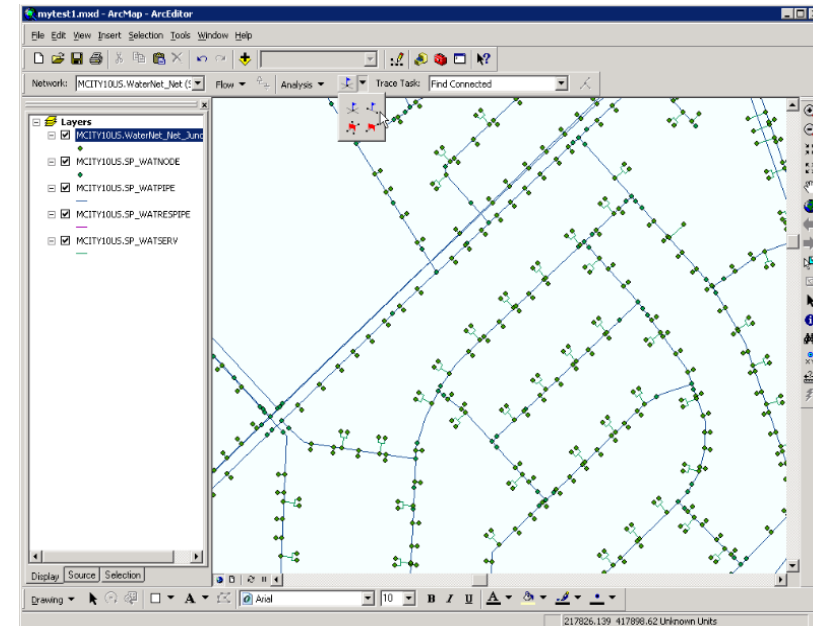 mytest1.mxd - ArcMap - ArcEditor
File Edit View Insert Selection Tools Window Help
Network: MCITY10US.WaterNet_Net (S Flow Analysis Trace Task: Find Connected
Layers
MCITY10US.WaterNet_Net_Junc
MCITY10US.SP_WATNODE
MCITY10US.SP_WATPIPE
MCITY10US.SP_WATRESPIPE
MCITY10US.SP_WATSERV
Display Source Selection
Drawing A Arial 10 B I U A
217826.139 417898.62 Unknown Units